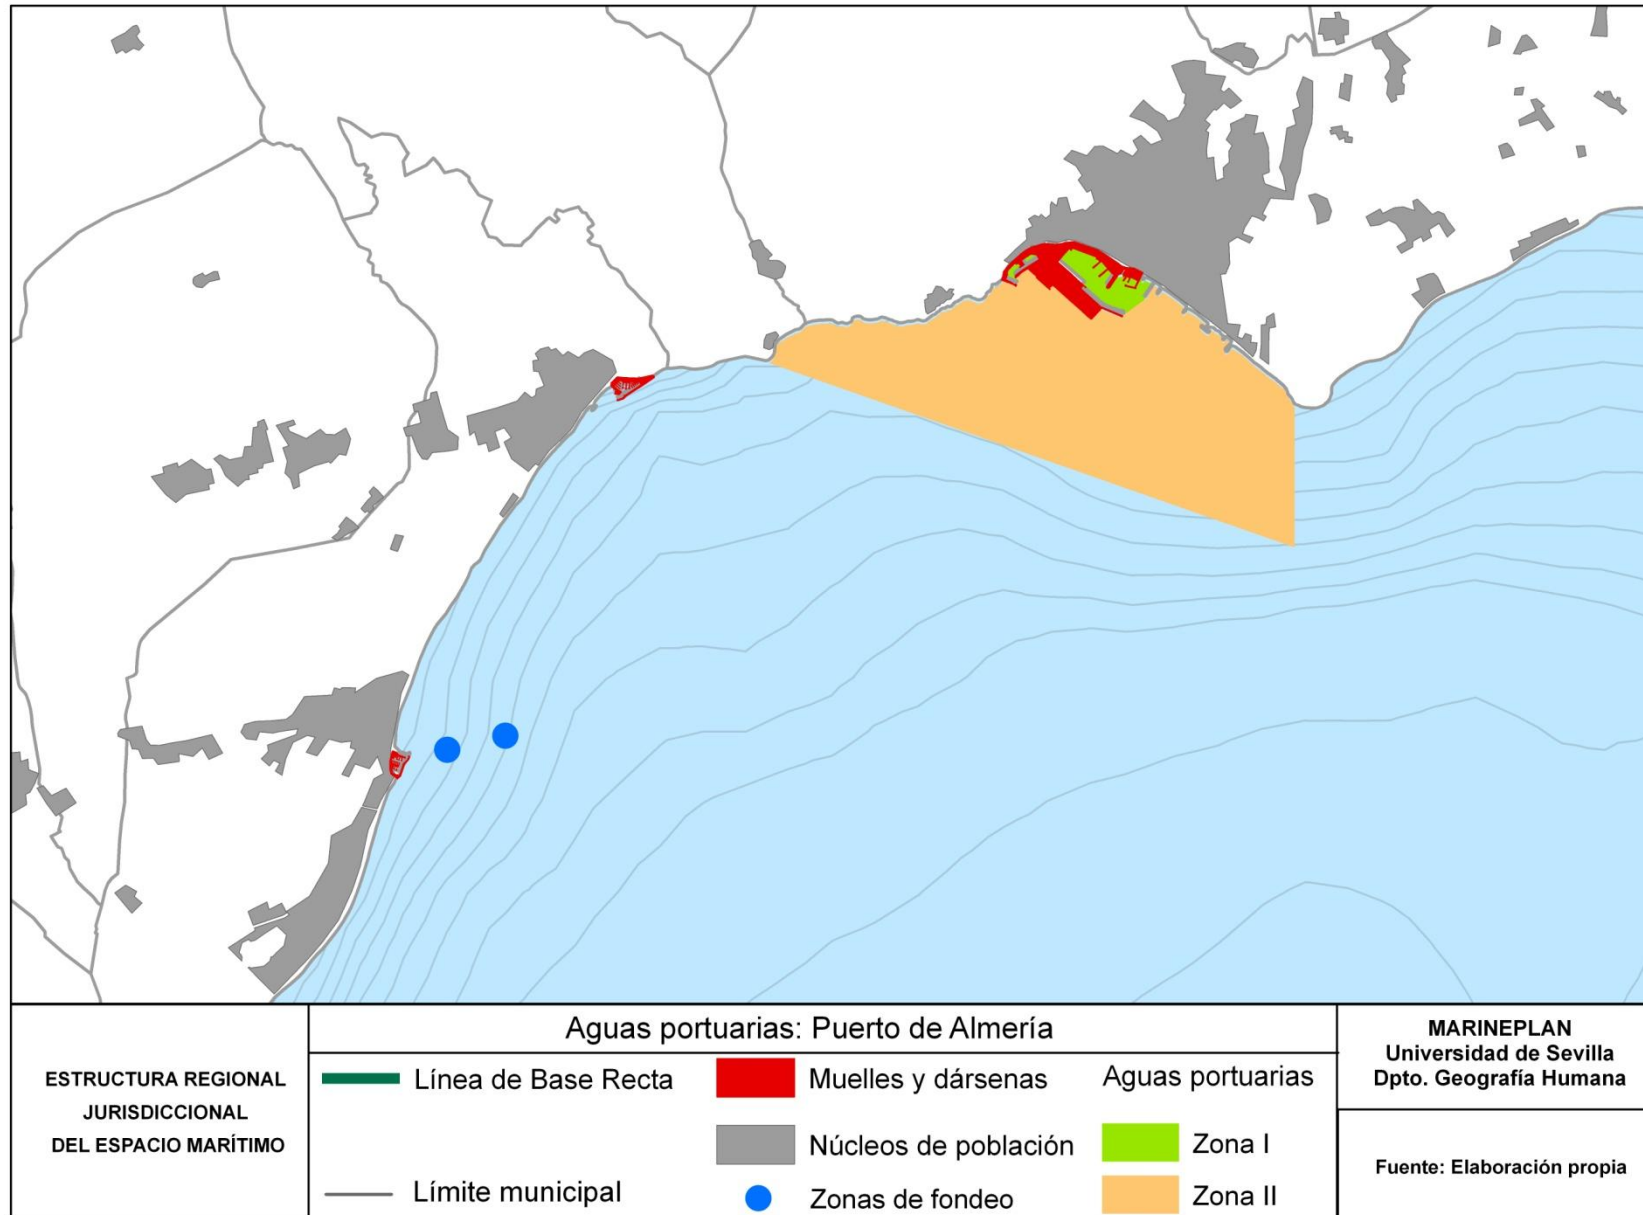 Aguas portuarias: Puerto de Almería
ESTRUCTURA REGIONAL
JURISDICCIONAL
DEL ESPACIO MARÍTIMO
Línea de Base Recta
Límite municipal
Muelles y dársenas
Núcleos de población
Zonas de fondeo
Aguas portuarias
Zona I
Zona II
MARINEPLAN
Universidad de Sevilla
Dpto. Geografía Humana
Fuente: Elaboración propia